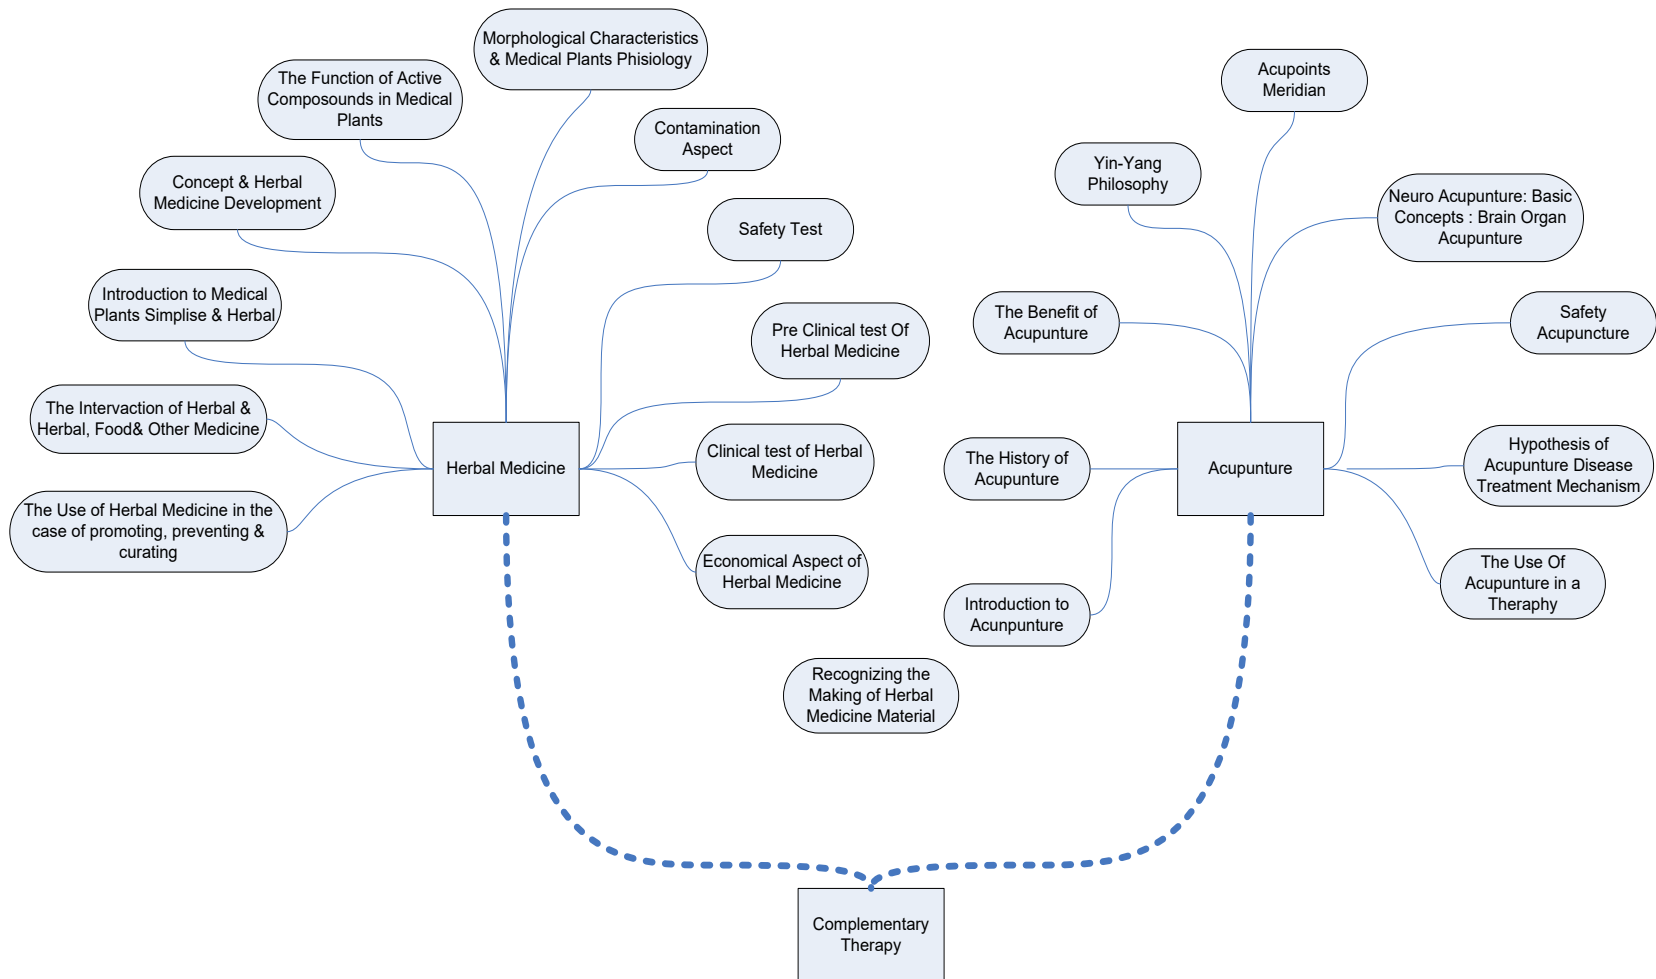 Morphological Characteristics
& Medical Plants Phisiology
The Function of Active
Composounds in Medical
Plants
Contamination
Aspect
Concept & Herbal
Medicine Development
Safety Test
Introduction to Medical
Plants Simplise & Herbal
Pre Clinical test Of
Herbal Medicine
The Intervaction of Herbal &
Herbal, Food& Other Medicine
Herbal Medicine
Clinical test of Herbal
Medicine
The Use of Herbal Medicine in the
case of promoting, preventing &
curating
Economical Aspect of
Herbal Medicine
Acupoints
Meridian
Yin-Yang
Philosophy
Neuro Acupunture: Basic
Concepts : Brain Organ
Acupunture
The Benefit of
Acupunture
Safety
Acupuncture
The History of
Acupunture
Acupunture
Hypothesis of
Acupunture Disease
Treatment Mechanism
Introduction to
Acunpunture
The Use Of
Acupunture in a
Theraphy
Recognizing the
Making of Herbal
Medicine Material
Complementary
Therapy